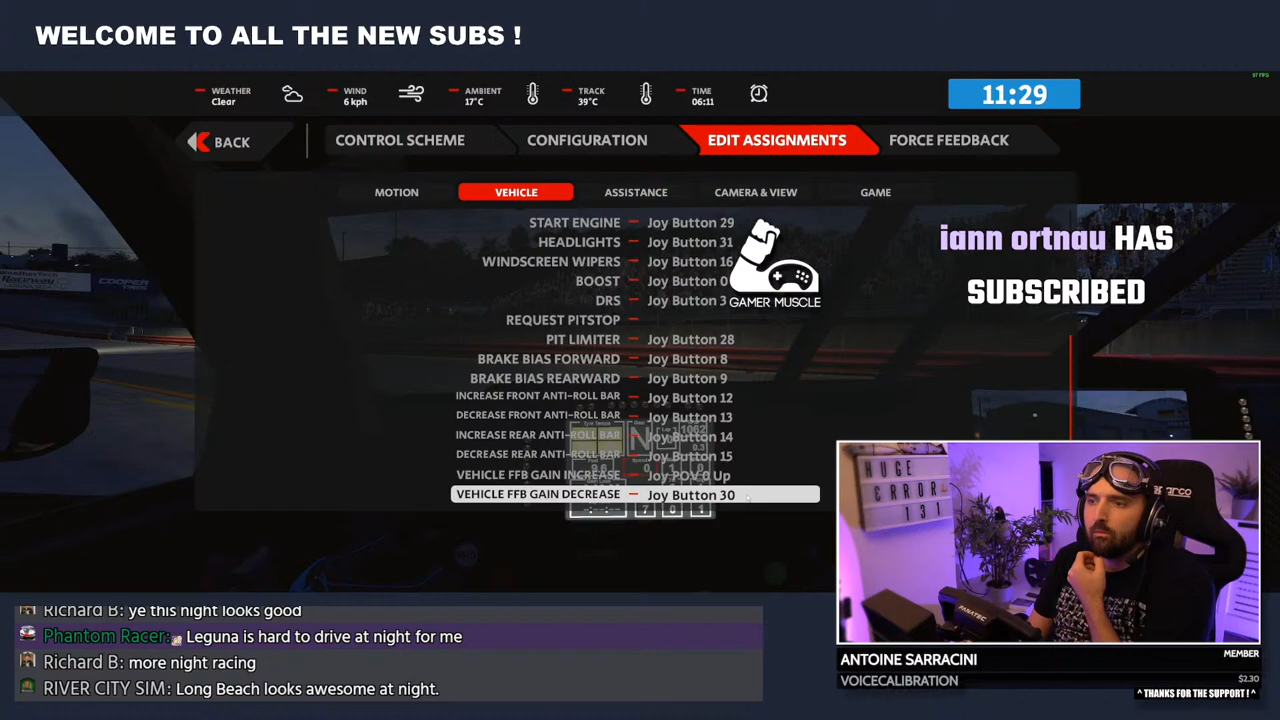 WELCOME TO ALL THE NEW SUBS !
97 FPS
WEATHER
Clear
WIND
6 kph
AMBIENT
17°C
TRACK
39°C
TIME
06:11
11:29
BACK
CONTROL SCHEME
CONFIGURATION
EDIT ASSIGNMENTS
FORCE FEEDBACK
MOTION
VEHICLE
ASSISTANCE
CAMERA & VIEW
GAME
START ENGINE Joy Button 29
HEADLIGHTS Joy Button 31
WINDSCREEN WIPERS Joy Button 16
BOOST Joy Button 0
DRS Joy Button 3
REQUEST PITSTOP
PIT LIMITER Joy Button 28
BRAKE BIAS FORWARD Joy Button 8
BRAKE BIAS REARWARD Joy Button 9
INCREASE FRONT ANTI-ROLL BAR Joy Button 12
DECREASE FRONT ANTI-ROLL BAR Joy Button 13
INCREASE REAR ANTI-ROLL BAR Joy Button 14
DECREASE REAR ANTI-ROLL BAR Joy Button 15
VEHICLE FFB GAIN INCREASE Joy POV 0 Up
VEHICLE FFB GAIN DECREASE Joy Button 30
GAMER MUSCLE
iann ortnau HAS
SUBSCRIBED
WeatherTech
Raceway
COOPER
TIRES
HUGE
CRROR
131
FANATEC
Richard B: ye this night looks good
Phantom Racer: Leguna is hard to drive at night for me
Richard B: more night racing
RIVER CITY SIM: Long Beach looks awesome at night.
ANTOINE SARRACINI
MEMBER
VOICECALIBRATION
$2.30
^ THANKS FOR THE SUPPORT ! ^